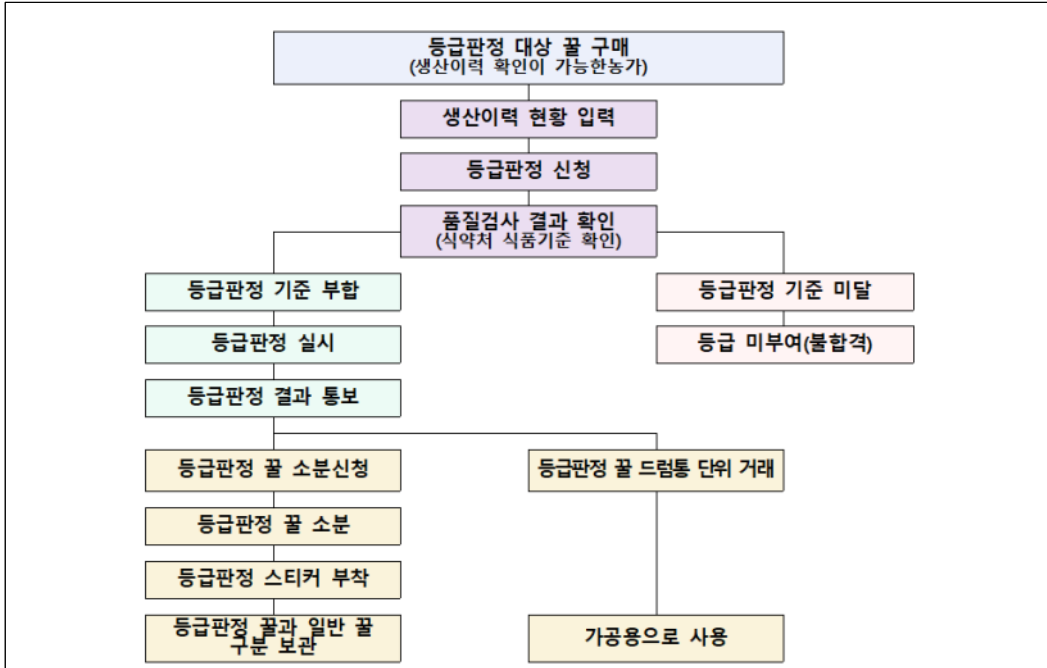 등급판정 대상 꿀 구매
(생산이력 확인이 가능한농가)
생산이력 현황 입력
등급판정 신청
품질검사 결과 확인
(식약처 식품기준 확인)
등급판정 기준 부합
등급판정 기준 미달
등급판정 실시
등급 미부여(불합격)
등급판정 결과 통보
등급판정 꿀 소분신청
등급판정 꿀 드럼통 단위 거래
등급판정 꿀 소분
등급판정 스티커 부착
등급판정 꿀과 일반 꿀
구분 보관
가공용으로 사용